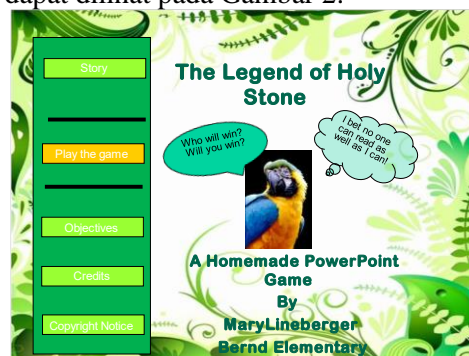 dapat dilihat pada Gambar 2.
Story
Play the game
Objectives
Credits
Copyright Notice
The Legend of Holy
Stone
Who will win?
Will you win?
I bet no one
can read as
well as I can!
A Homemade PowerPoint
Game
By
MaryLineberger
Bernd Elementary